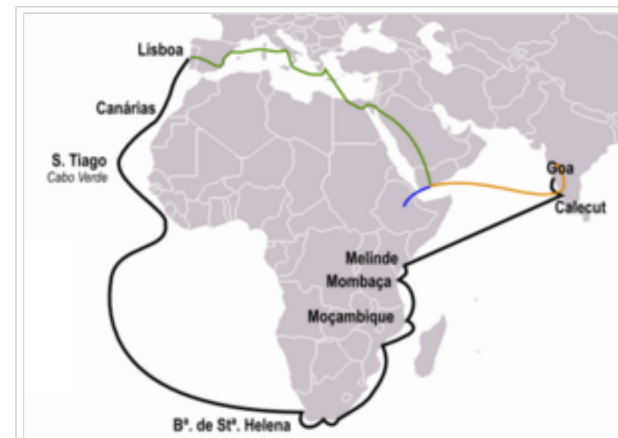 Lisboa
Canárias
S. Tiago
Cabo Verde
Goa
Calecut
Melinde
Mombaça
Moçambique
Bª. de Stª. Helena